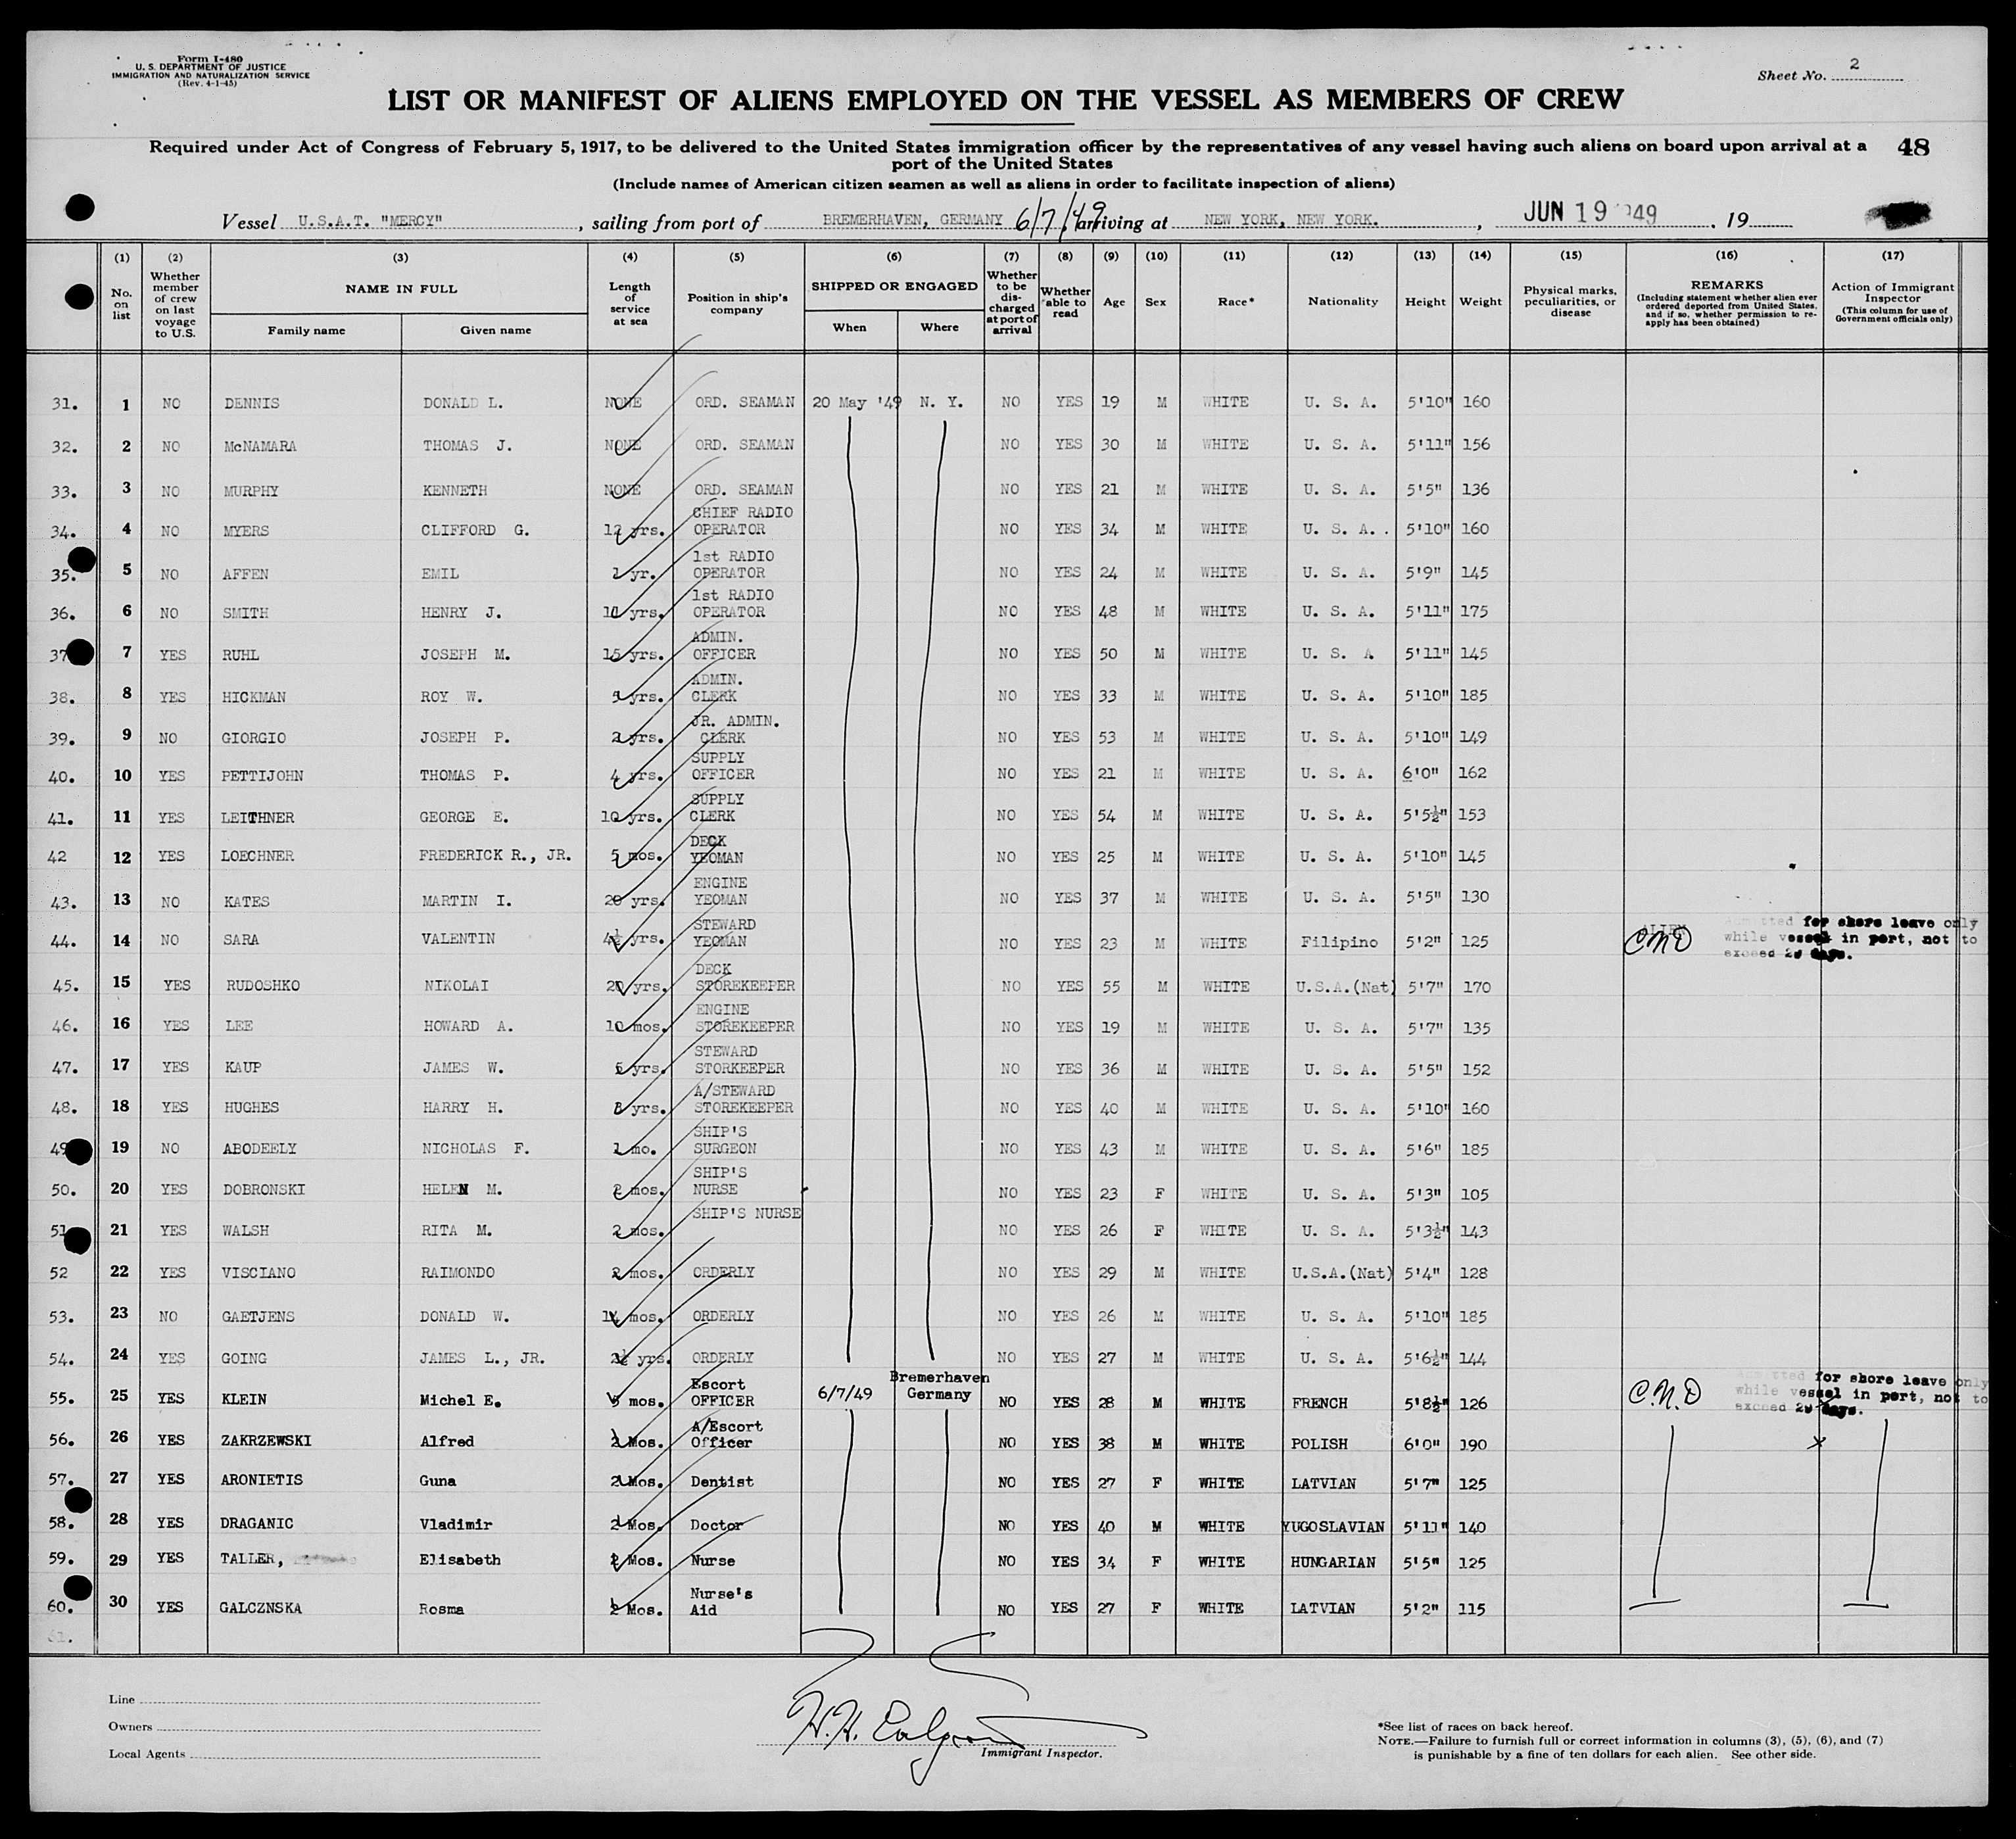 Form I-480
U. S. DEPARTMENT OF JUSTICE
IMMIGRATION AND NATURALIZATION SERVICE
(Rev. 4-1-45)
Sheet No. 2
LIST OR MANIFEST OF ALIENS EMPLOYED ON THE VESSEL AS MEMBERS OF CREW
Required under Act of Congress of February 5, 1917, to be delivered to the United States immigration officer by the representatives of any vessel having such aliens on board upon arrival at a
port of the United States
48
(Include names of American citizen seamen as well as aliens in order to facilitate inspection of aliens)
Vessel U.S.A.T. "MERCY", sailing from port of BREMERHAVEN, GERMANY 6/7/49, arriving at NEW YORK, NEW YORK., JUN 19 1949, 19
(1) No. on list
(2) Whether member of crew on last voyage to U.S.
(3) NAME IN FULL Family name Given name
(4) Length of service at sea
(5) Position in ship's company
(6) SHIPPED OR ENGAGED When Where
(7) Whether to be discharged at port of arrival
(8) Whether able to read
(9) Age
(10) Sex
(11) Race*
(12) Nationality
(13) Height
(14) Weight
(15) Physical marks, peculiarities, or disease
(16) REMARKS (Including statement whether alien ever ordered deported from United States, and if so, whether permission to re-apply has been obtained)
(17) Action of Immigrant Inspector (This column for use of Government officials only)
31. 1 NO DENNIS DONALD L. NONE ORD. SEAMAN 20 May '49 N. Y. NO YES 19 M WHITE U. S. A. 5'10" 160
32. 2 NO McNAMARA THOMAS J. NONE ORD. SEAMAN NO YES 30 M WHITE U. S. A. 5'11" 156
33. 3 NO MURPHY KENNETH NONE ORD. SEAMAN NO YES 21 M WHITE U. S. A. 5'5" 136
34. 4 NO MYERS CLIFFORD G. 12 yrs. CHIEF RADIO OPERATOR NO YES 34 M WHITE U. S. A. 5'10" 160
35. 5 NO AFFEN EMIL 1 yr. 1st RADIO OPERATOR NO YES 24 M WHITE U. S. A. 5'9" 145
36. 6 NO SMITH HENRY J. yrs. 1st RADIO OPERATOR NO YES 48 M WHITE U. S. A. 5'11" 175
37 7 YES RUHL JOSEPH M. 15 yrs. ADMIN. OFFICER NO YES 50 M WHITE U. S. A 5'11" 145
38. 8 YES HICKMAN ROY W. yrs. ADMIN. CLERK NO YES 33 M WHITE U. S. A. 5'10" 185
39. 9 NO GIORGIO JOSEPH P. yrs. JR. ADMIN. CLERK NO YES 53 M WHITE U. S. A. 5'10" 149
40. 10 YES PETTIJOHN THOMAS P. 4 yrs. SUPPLY OFFICER NO YES 21 M WHITE U. S. A. 6'0" 162
41. 11 YES LEITHNER GEORGE E. 10 yrs. SUPPLY CLERK NO YES 54 M WHITE U. S. A. 5'5½" 153
42 12 YES LOECHNER FREDERICK R., JR. 5 mos. DECK YEOMAN NO YES 25 M WHITE U. S. A. 5'10" 145
43. 13 NO KATES MARTIN I. 20 yrs. ENGINE YEOMAN NO YES 37 M WHITE U. S. A. 5'5" 130
44. 14 NO SARA VALENTIN 4½ yrs. STEWARD YEOMAN NO YES 23 M WHITE Filipino 5'2" 125 ALIEN CND Admitted for shore leave only while vessel in port, not to exceed 29 days.
45. 15 YES RUDOSHKO NIKOLAI 20 yrs. DECK STOREKEEPER NO YES 55 M WHITE U.S.A.(Nat) 5'7" 170
46. 16 YES LEE HOWARD A. 10 mos. ENGINE STOREKEEPER NO YES 19 M WHITE U. S. A. 5'7" 135
47. 17 YES KAUP JAMES W. yrs. STEWARD STORKEEPER NO YES 36 M WHITE U. S. A. 5'5" 152
48. 18 YES HUGHES HARRY H. yrs. A/STEWARD STOREKEEPER NO YES 40 M WHITE U. S. A. 5'10" 160
49 19 NO ABODEELY NICHOLAS F. 1 mo. SHIP'S SURGEON NO YES 43 M WHITE U. S. A. 5'6" 185
50. 20 YES DOBRONSKI HELEN M. 2 mos. SHIP'S NURSE NO YES 23 F WHITE U. S. A. 5'3" 105
51 21 YES WALSH RITA M. 2 mos. SHIP'S NURSE NO YES 26 F WHITE U. S. A. 5'3½" 143
52 22 YES VISCIANO RAIMONDO 2 mos. ORDERLY NO YES 29 M WHITE U.S.A.(Nat) 5'4" 128
53. 23 NO GAETJENS DONALD W. mos. ORDERLY NO YES 26 M WHITE U. S. A. 5'10" 185
54. 24 YES GOING JAMES L., JR. 2½ yrs. ORDERLY NO YES 27 M WHITE U. S. A. 5'6½" 144
55. 25 YES KLEIN Michel E. mos. Escort OFFICER 6/7/49 Bremerhaven Germany NO YES 28 M WHITE FRENCH 5'8½" 126 C.N.D Admitted for shore leave only while vessel in port, not to exceed 29 days.
56. 26 YES ZAKRZEWSKI Alfred 2 Mos. A/Escort Officer NO YES 38 M WHITE POLISH 6'0" 190 X
57. 27 YES ARONIETIS Guna 2 Mos. Dentist NO YES 27 F WHITE LATVIAN 5'7" 125
58. 28 YES DRAGANIC Vladimir 2 Mos. Doctor NO YES 40 M WHITE YUGOSLAVIAN 5'11" 140
59. 29 YES TALLER, Elisabeth 2 Mos. Nurse NO YES 34 F WHITE HUNGARIAN 5'5" 125
60. 30 YES GALCZNSKA Rosma 2 Mos. Nurse's Aid NO YES 27 F WHITE LATVIAN 5'2" 115
61.
Line
Owners
Local Agents
H. H.
Immigrant Inspector.
*See list of races on back hereof.
NOTE.—Failure to furnish full or correct information in columns (3), (5), (6), and (7)
is punishable by a fine of ten dollars for each alien. See other side.